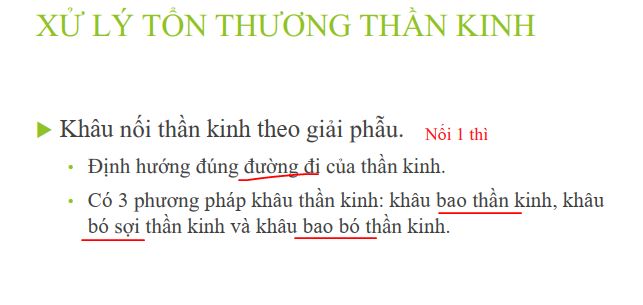 XỬ LÝ TỔN THƯƠNG THẦN KINH
Khâu nối thần kinh theo giải phẫu. Nối 1 thì
• Định hướng đúng đường đi của thần kinh.
• Có 3 phương pháp khâu thần kinh: khâu bao thần kinh, khâu
bó sợi thần kinh và khâu bao bó thần kinh.